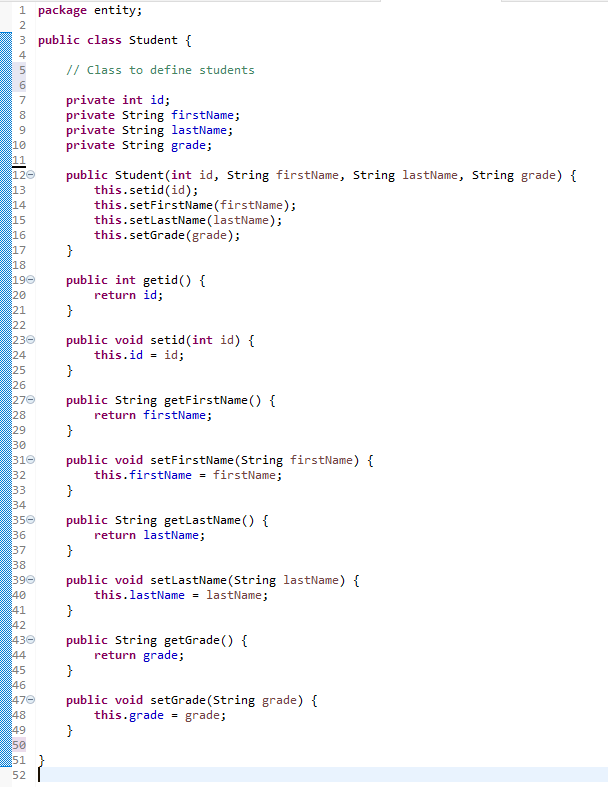 1 package entity;
2
3 public class Student {
4
5     // Class to define students
6
7     private int id;
8     private String firstName;
9     private String lastName;
10     private String grade;
11
12     public Student(int id, String firstName, String lastName, String grade) {
13         this.setid(id);
14         this.setFirstName(firstName);
15         this.setLastName(lastName);
16         this.setGrade(grade);
17     }
18
19     public int getid() {
20         return id;
21     }
22
23     public void setid(int id) {
24         this.id = id;
25     }
26
27     public String getFirstName() {
28         return firstName;
29     }
30
31     public void setFirstName(String firstName) {
32         this.firstName = firstName;
33     }
34
35     public String getLastName() {
36         return lastName;
37     }
38
39     public void setLastName(String lastName) {
40         this.lastName = lastName;
41     }
42
43     public String getGrade() {
44         return grade;
45     }
46
47     public void setGrade(String grade) {
48         this.grade = grade;
49     }
50
51 }
52